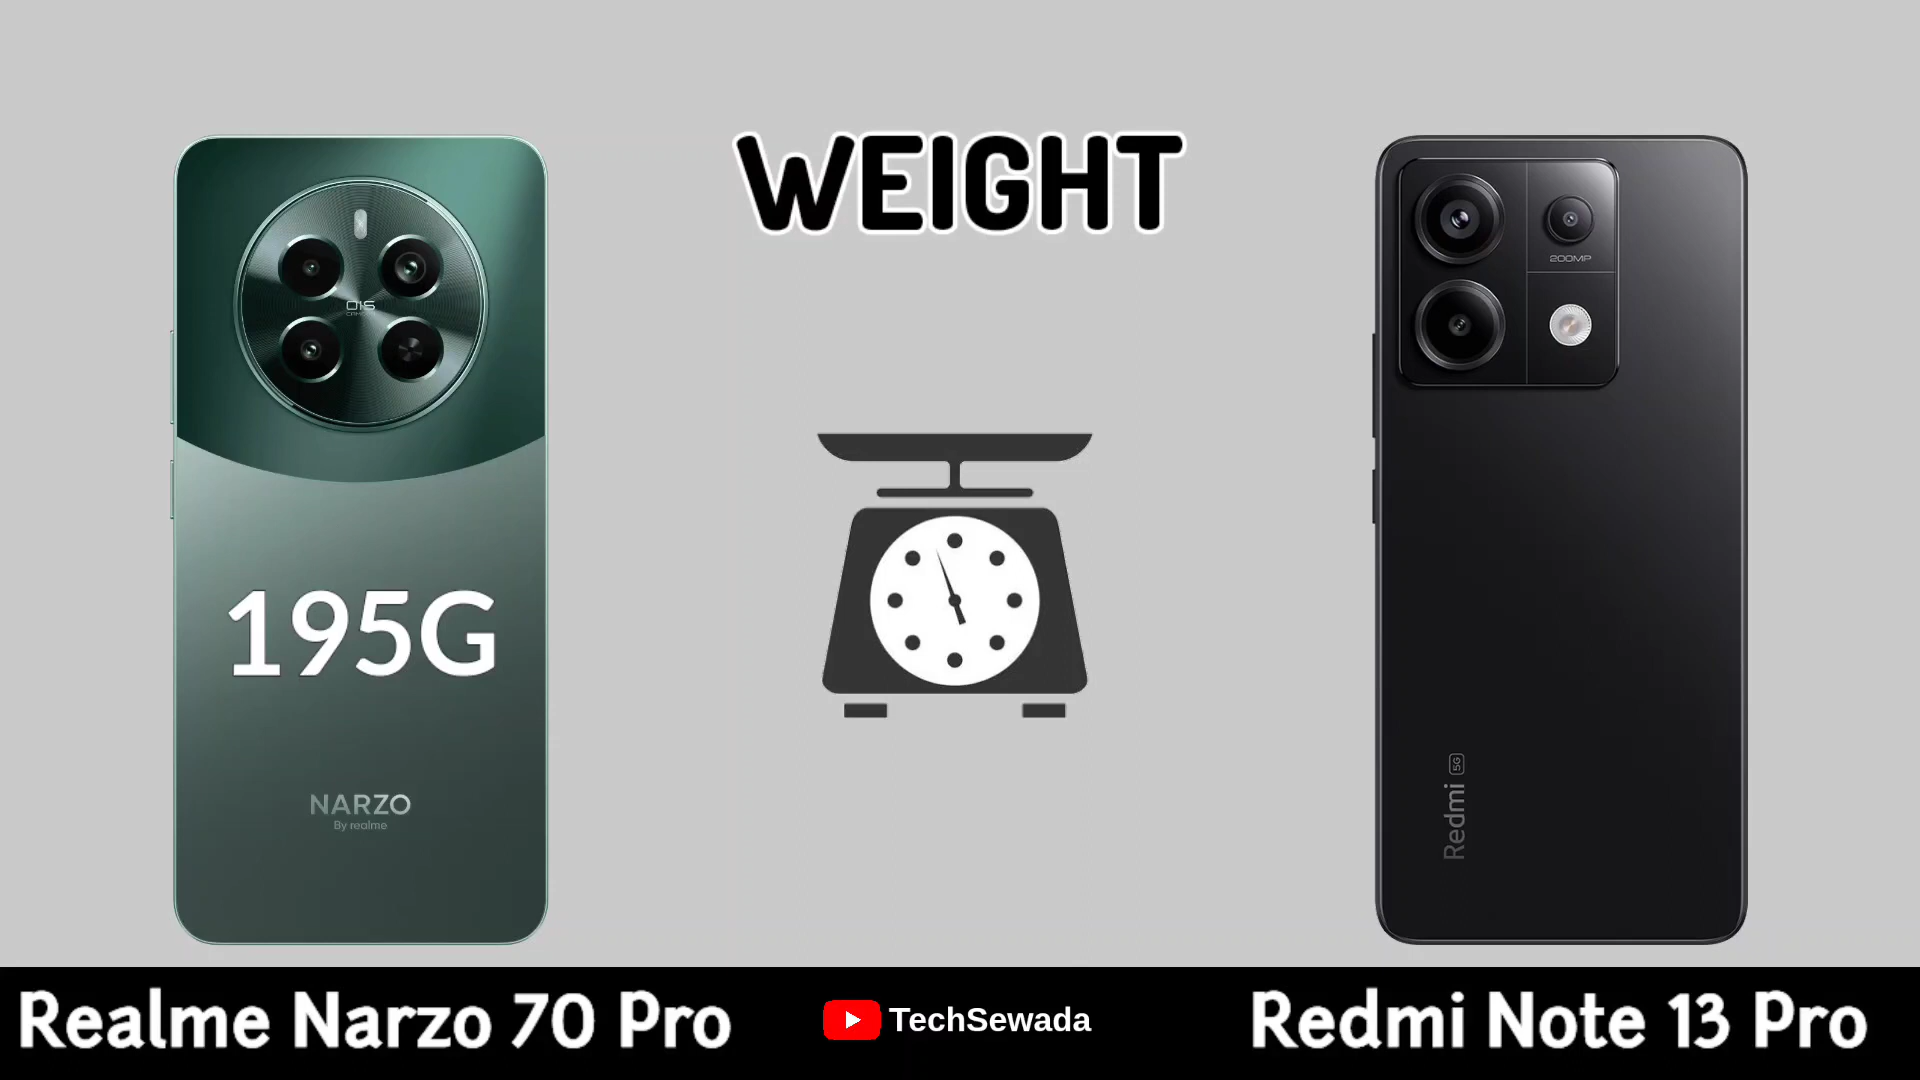 WEIGHT
200MP
195G
NARZO
By realme
Redmi 5G
Realme Narzo 70 Pro
TechSewada
Redmi Note 13 Pro